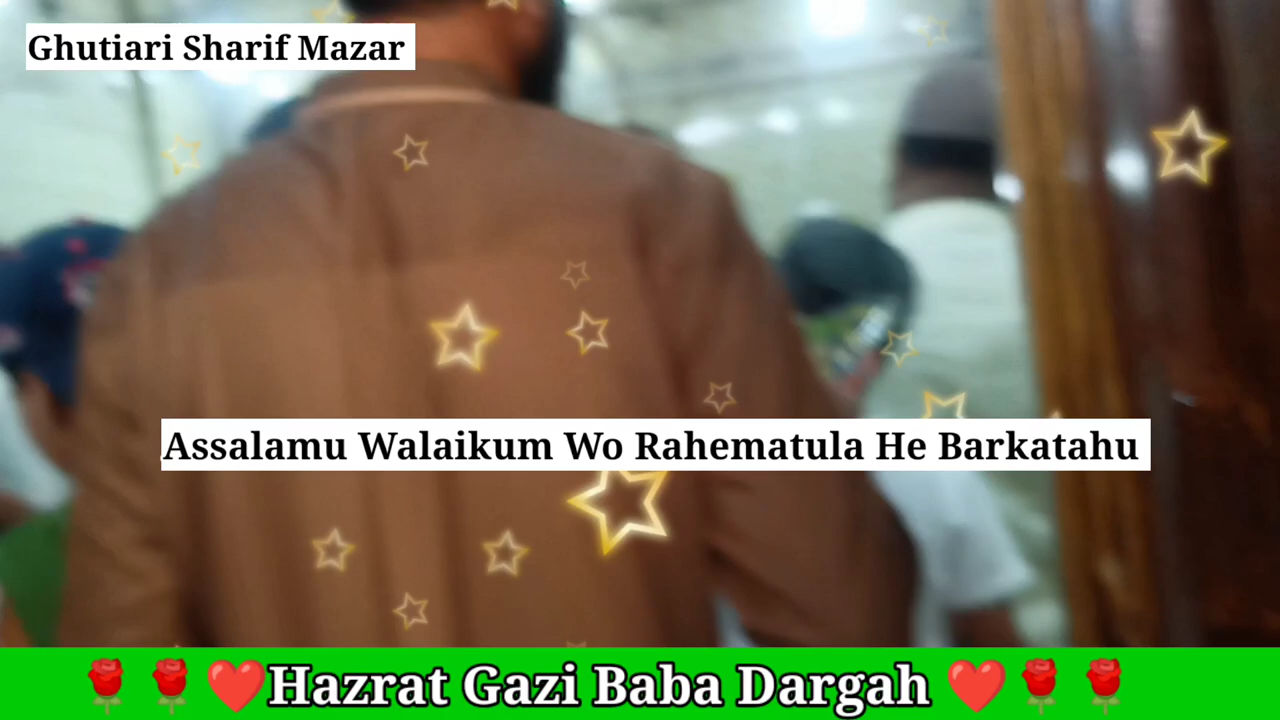 Ghutiari Sharif Mazar
Assalamu Walaikum Wo Rahematula He Barkatahu
🌹🌹❤️Hazrat Gazi Baba Dargah ❤️🌹🌹